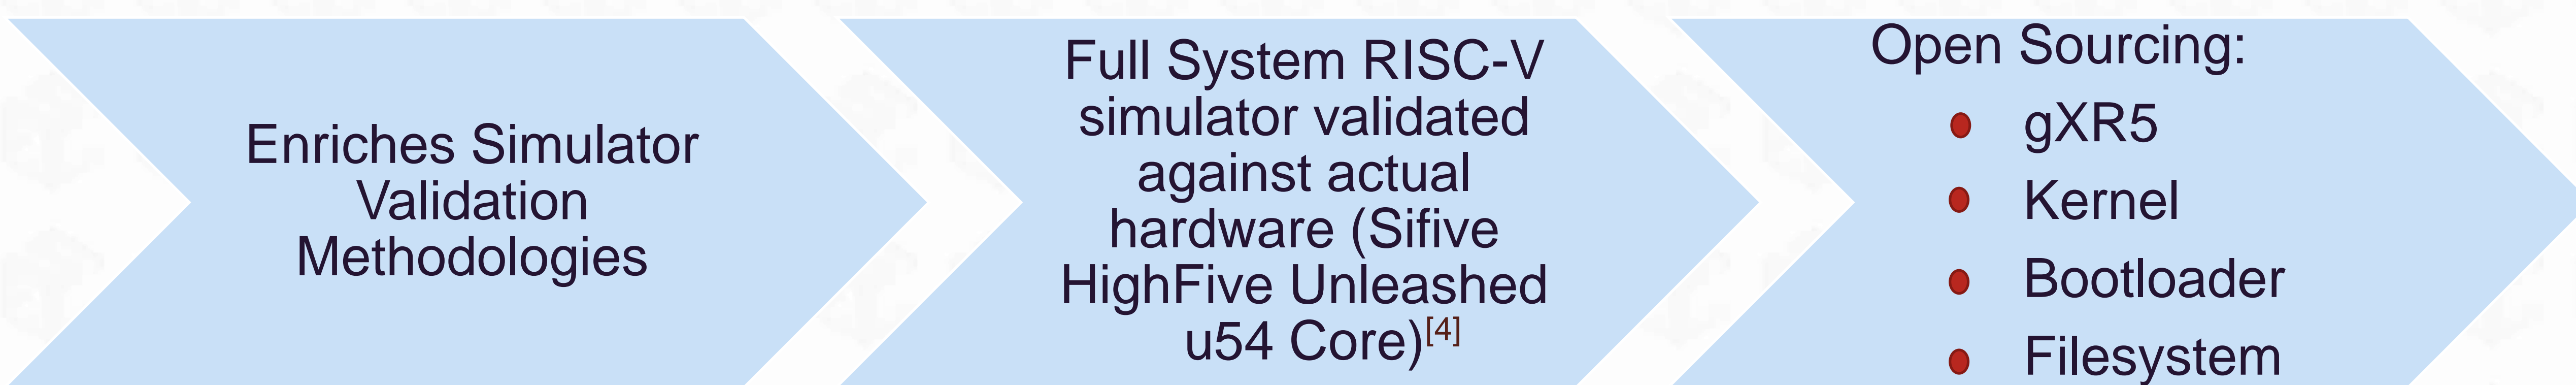 Enriches Simulator
Validation
Methodologies
Full System RISC-V
simulator validated
against actual
hardware (Sifive
HighFive Unleashed
u54 Core)[4]
Open Sourcing:
gXR5
Kernel
Bootloader
Filesystem